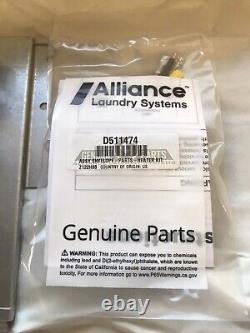 Alliance
Laundry Systems
D511474
ASSY ENVELOPE - PARTS - HEATER KIT
COUNTRY OF ORIGIN: US
Genuine Parts
⚠ WARNING: This product can expose you to chemicals
including lead and Di(2-ethylhexyl)phthalate, which are known to
the State of California to cause cancer and reproductive
harm. For more information, go to www.P65Warnings.ca.gov